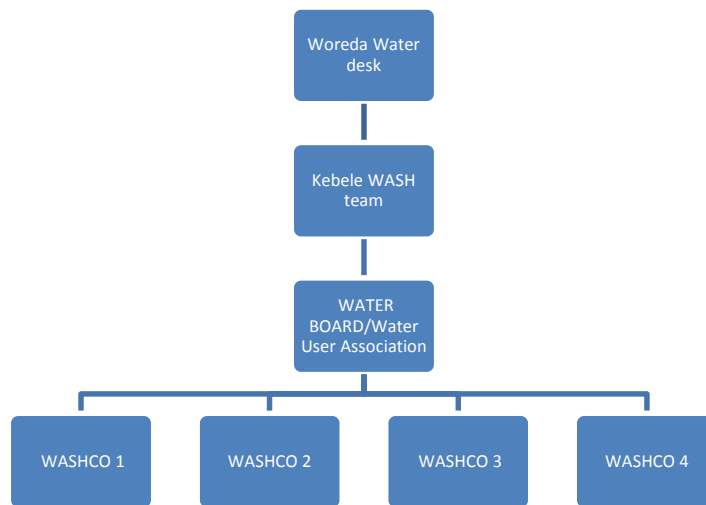 Woreda Water
desk
Kebele WASH
team
WATER
BOARD/Water
User Association
WASHCO 1
WASHCO 2
WASHCO 3
WASHCO 4